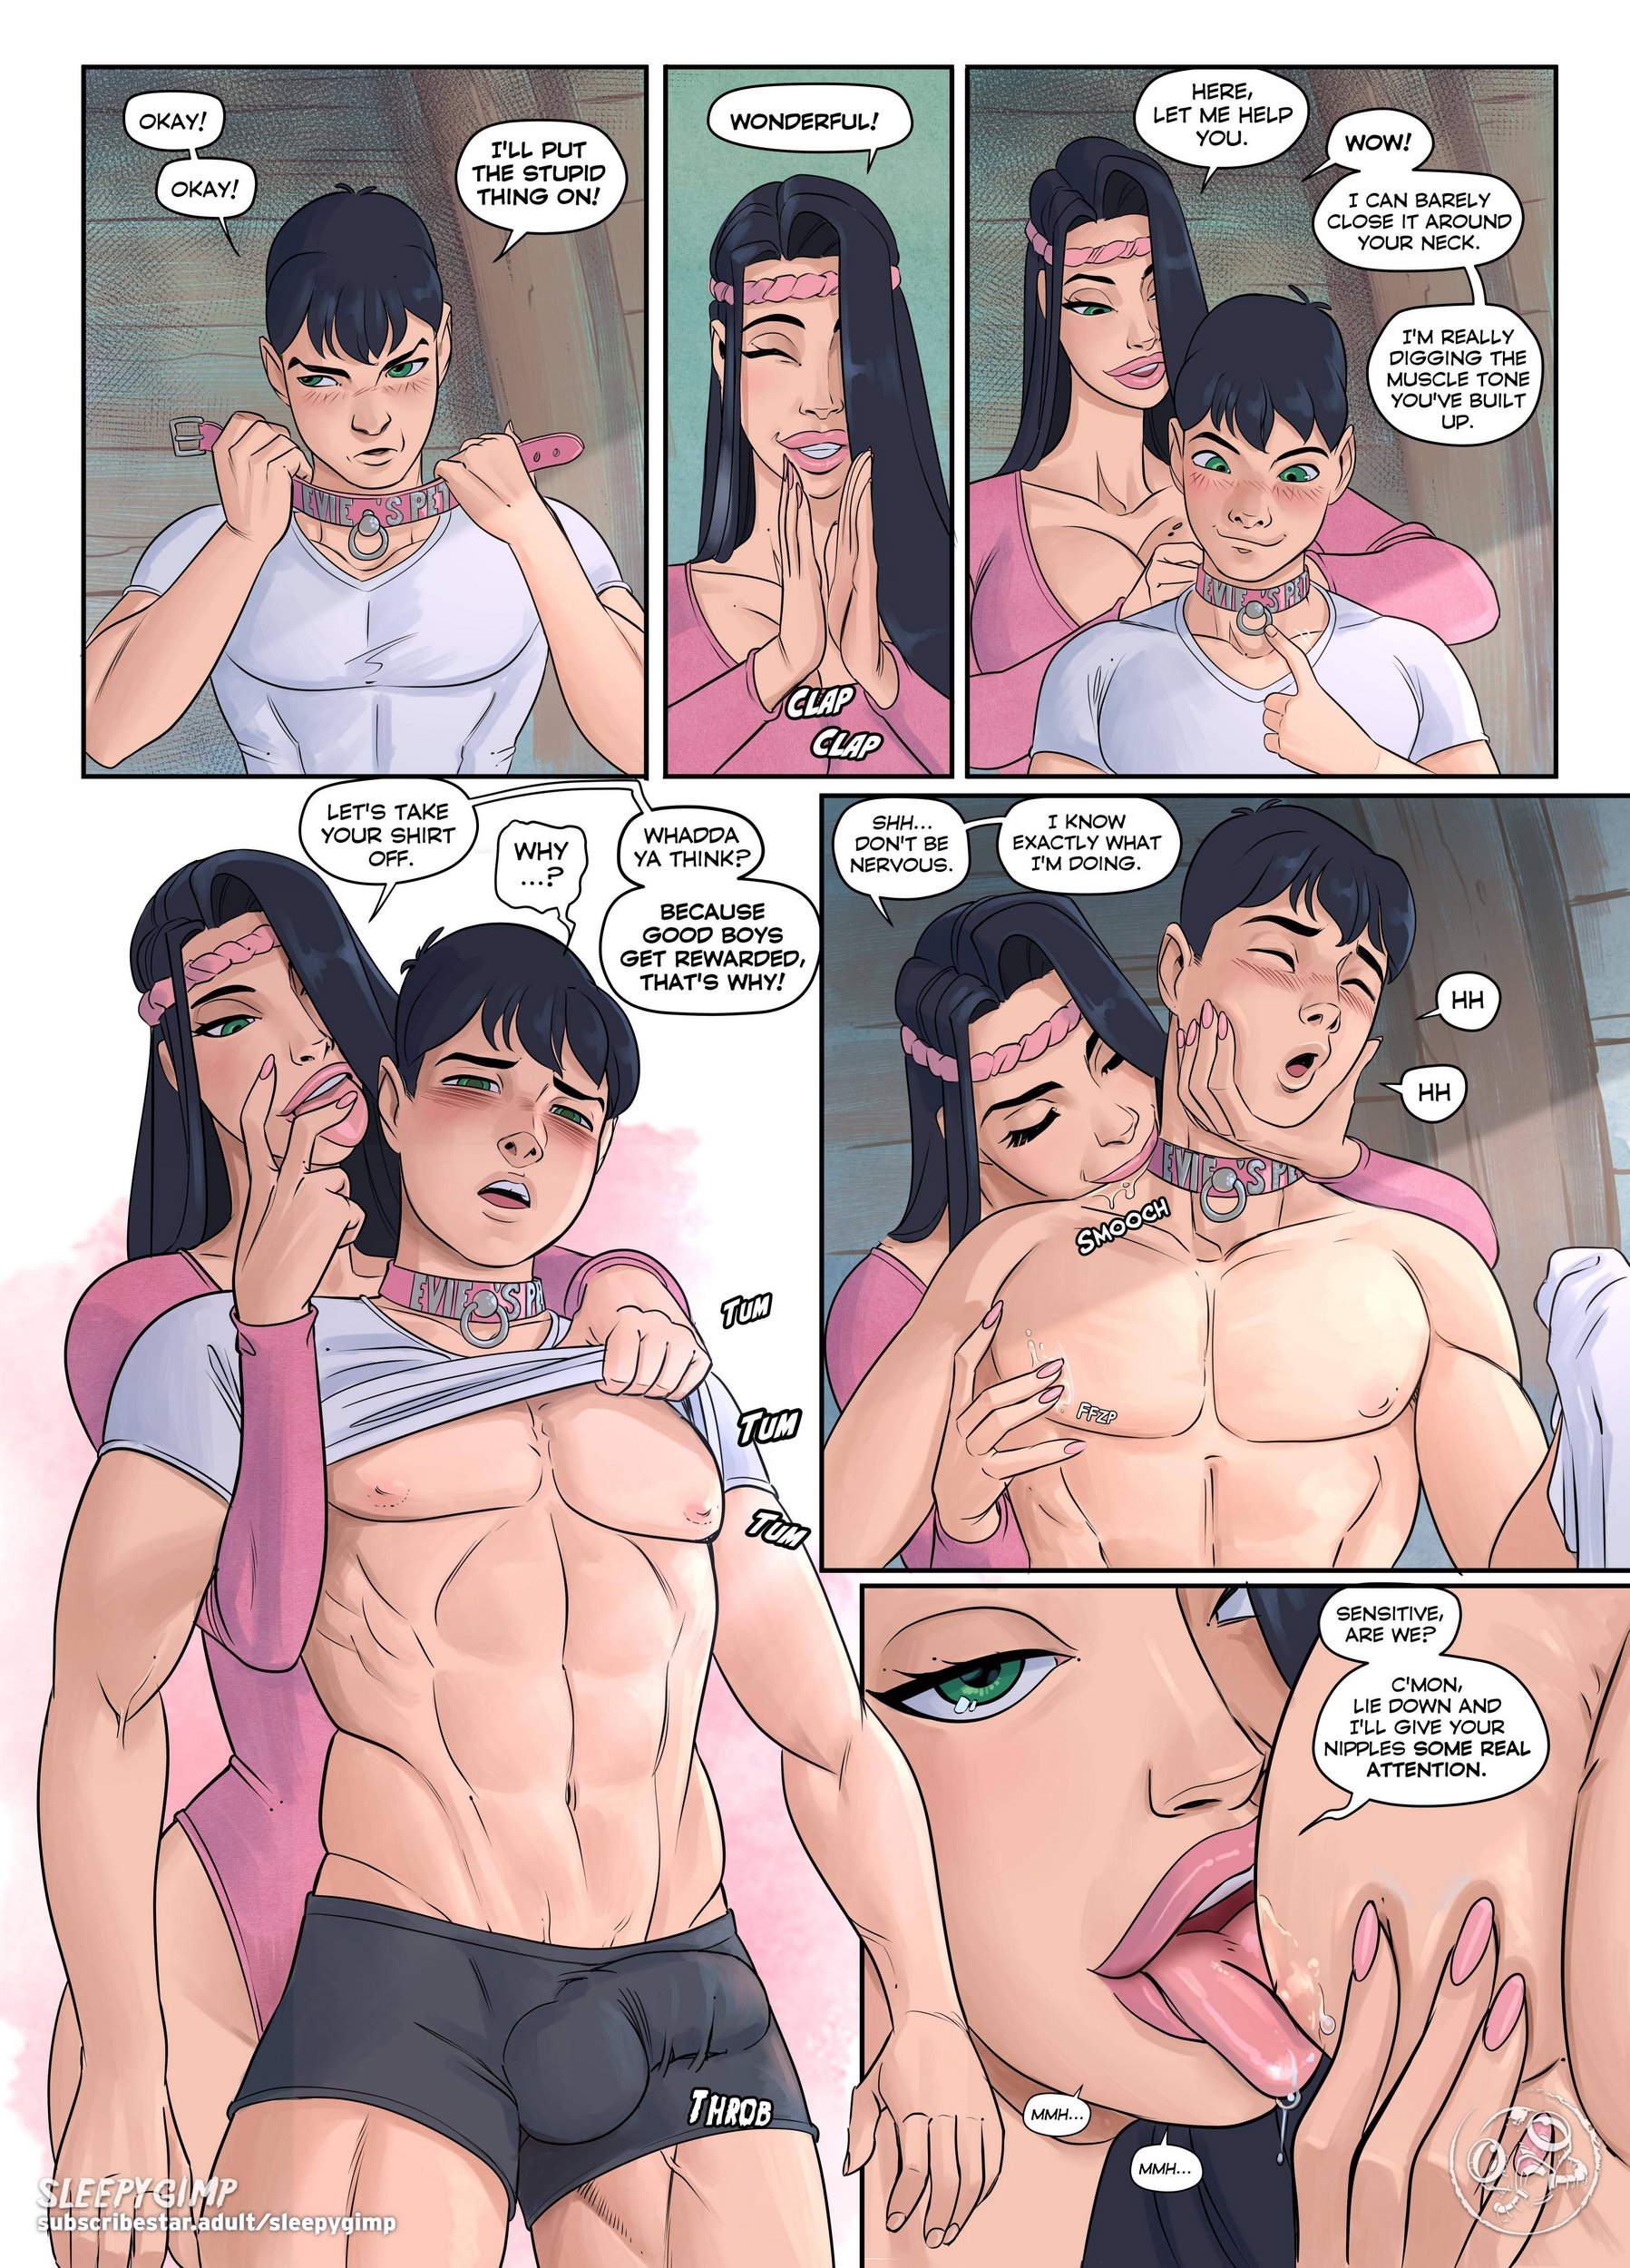 OKAY!
OKAY!
I'LL PUT
THE STUPID
THING ON!
EVIE'S PET
WONDERFUL!
CLAP
CLAP
HERE,
LET ME HELP
YOU.
WOW!
I CAN BARELY
CLOSE IT AROUND
YOUR NECK.
I'M REALLY
DIGGING THE
MUSCLE TONE
YOU'VE BUILT
UP.
EVIE'S PET
LET'S TAKE
YOUR SHIRT
OFF.
WHY
...?
WHADDA
YA THINK?
BECAUSE
GOOD BOYS
GET REWARDED,
THAT'S WHY!
EVIE'S PE
TUM
TUM
TUM
THROB
SHH...
DON'T BE
NERVOUS.
I KNOW
EXACTLY WHAT
I'M DOING.
HH
HH
EVIE'S PE
SMOOCH
FFZP
SENSITIVE,
ARE WE?
C'MON,
LIE DOWN AND
I'LL GIVE YOUR
NIPPLES SOME REAL
ATTENTION.
MMH...
MMH...
SLEEPYGIMP
subscribestar.adult/sleepygimp